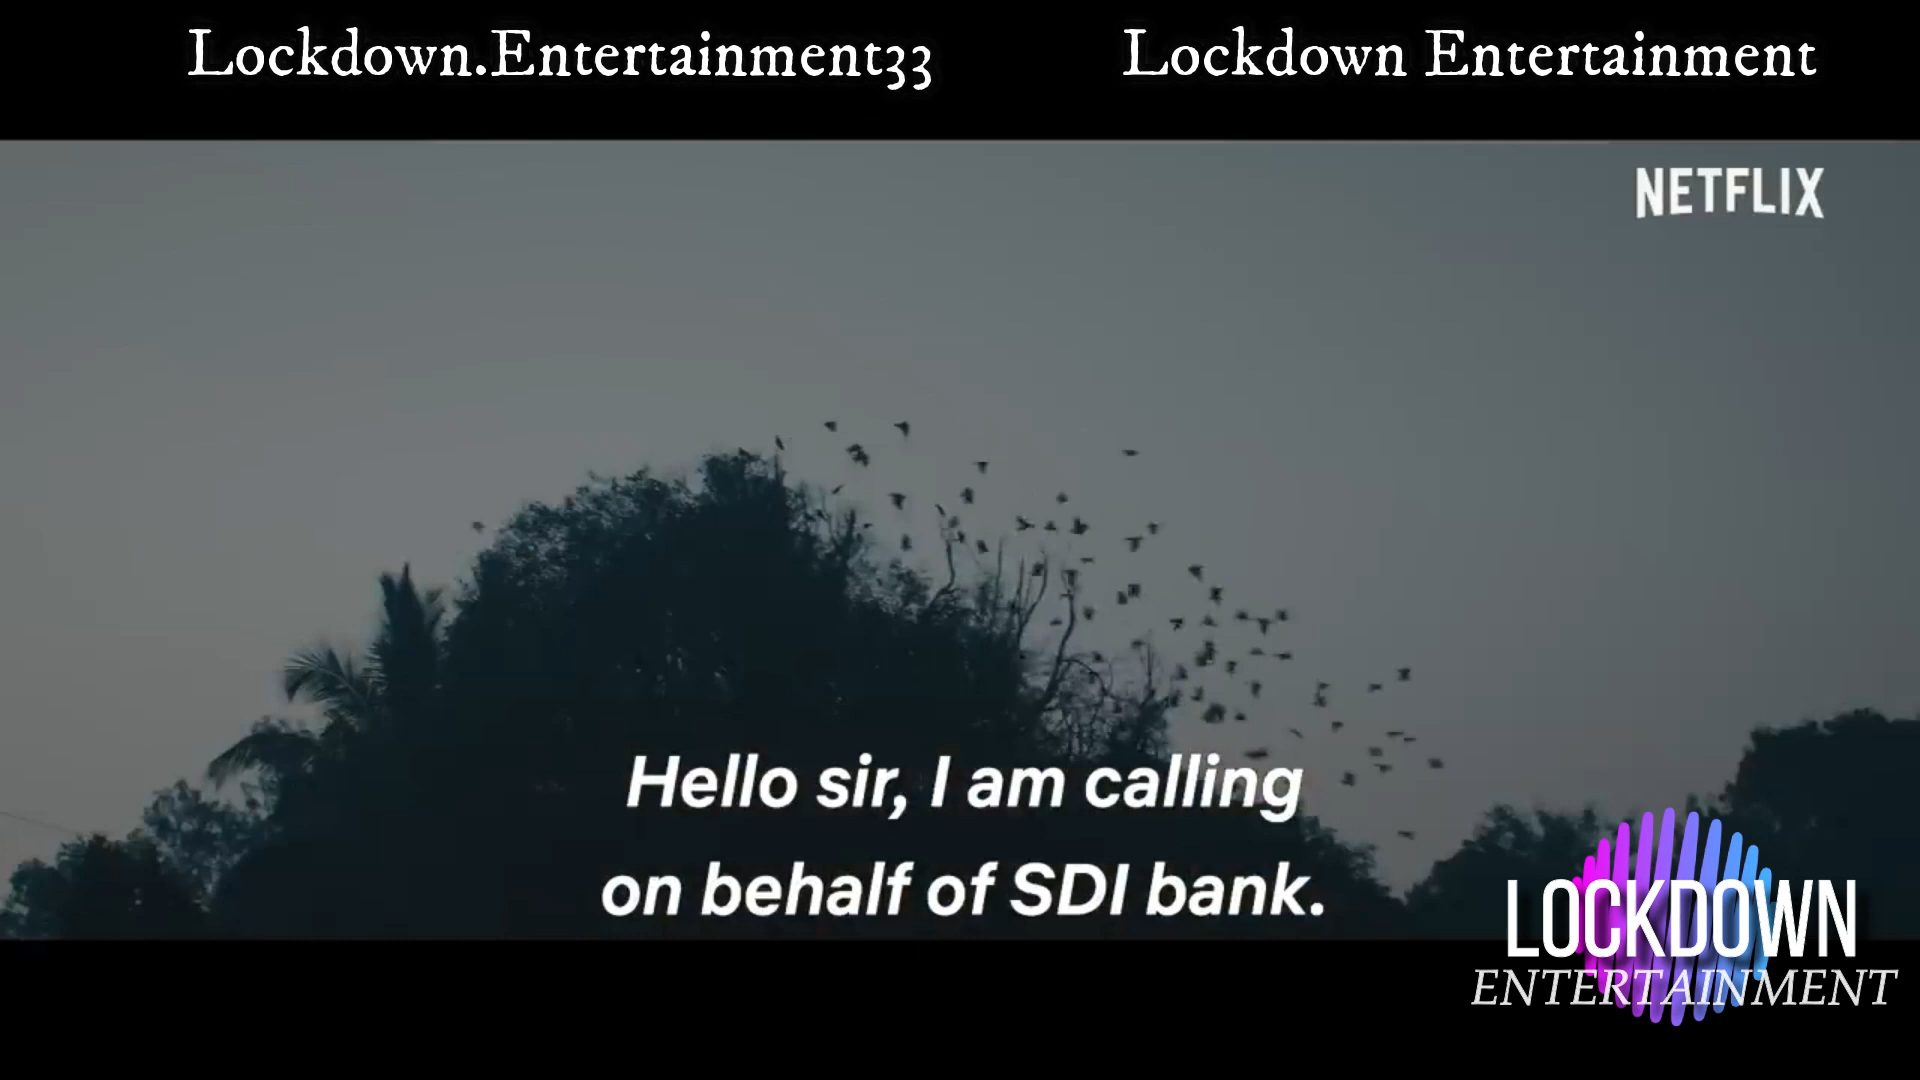 Lockdown.Entertainment33 Lockdown Entertainment
NETFLIX
Hello sir, I am calling
on behalf of SDI bank.
LOCKDOWN
ENTERTAINMENT